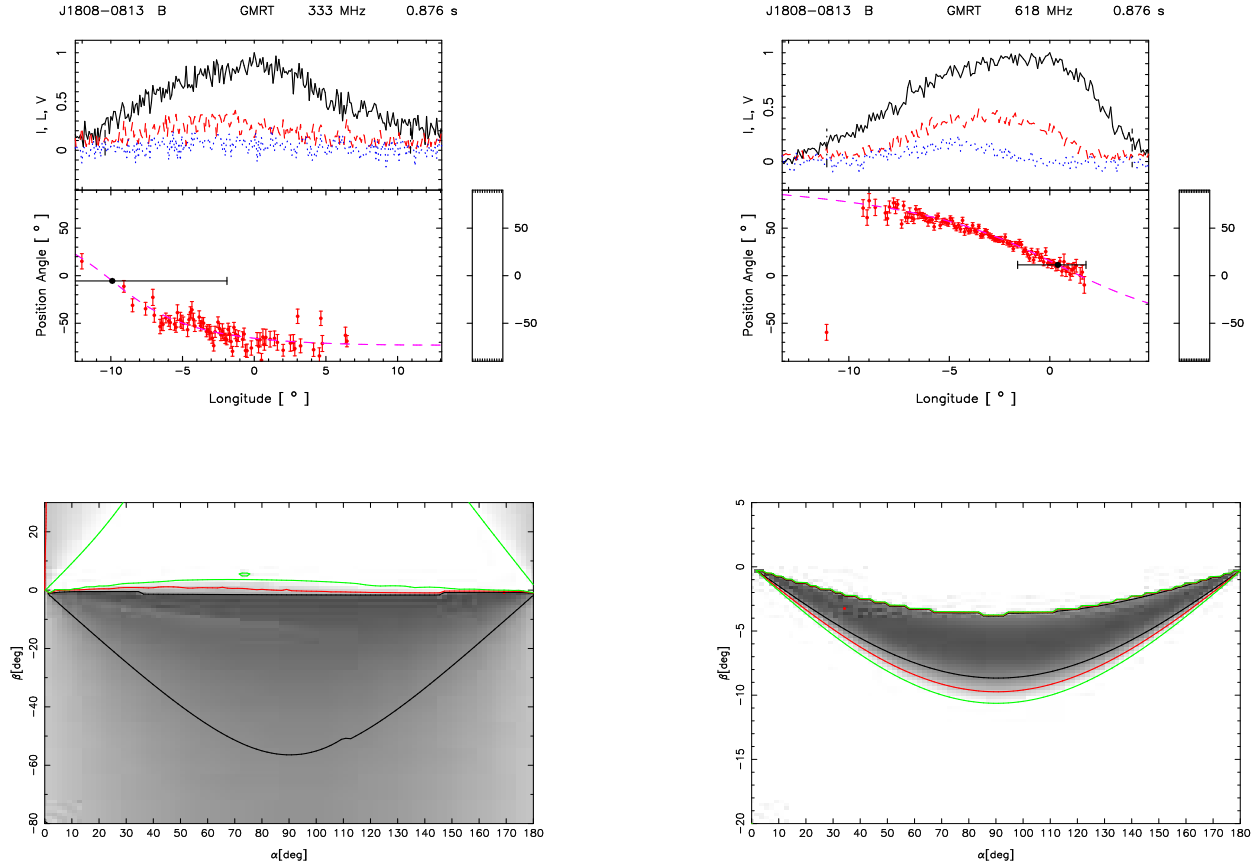 J1808−0813 B GMRT 333 MHz 0.876 s
I, L, V
1
0.5
0
Position Angle [ ° ]
50
0
−50
50
0
−50
−10 −5 0 5 10
Longitude [ ° ]
J1808−0813 B GMRT 618 MHz 0.876 s
I, L, V
1
0.5
0
Position Angle [ ° ]
50
0
−50
50
0
−50
−10 −5 0
Longitude [ ° ]
β[deg]
20
0
−20
−40
−60
−80
0 10 20 30 40 50 60 70 80 90 100 110 120 130 140 150 160 170 180
α[deg]
β[deg]
5
0
−5
−10
−15
−20
0 10 20 30 40 50 60 70 80 90 100 110 120 130 140 150 160 170 180
α[deg]